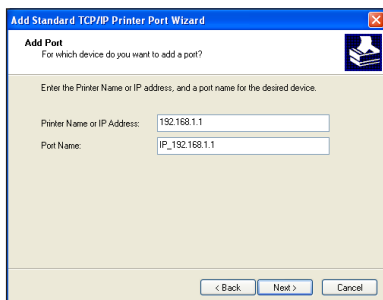 Add Standard TCP/IP Printer Port Wizard
Add Port
For which device do you want to add a port?
Enter the Printer Name or IP address, and a port name for the desired device.
Printer Name or IP Address: 192.168.1.1
Port Name: IP_192.168.1.1
< Back Next > Cancel